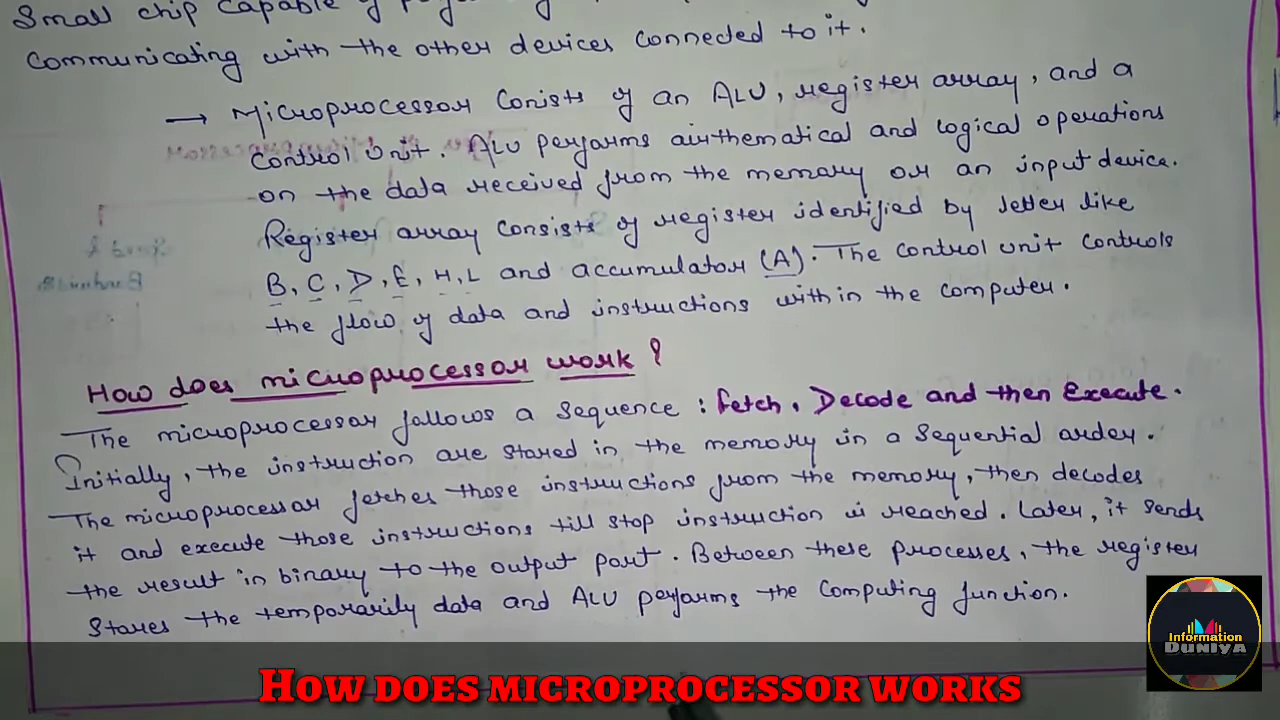 Small chip capable of
Communicating with the other devices connected to it.
→ Microprocessor conists of an ALU, register array, and a
control unit. ALU performs airthematical and logical operations
on the data received from the memory or an input device.
Register array consists of register identified by letter like
B, C, D, E, H, L and accumulator (A). The control unit controls
the flow of data and instructions within the computer.
How does microprocessor work?
The microprocessor follows a sequence : Fetch, Decode and then Execute.
Initially, the instruction are stored in the memory in a sequential order.
The microprocessor fetches those instructions from the memory, then decodes
it and execute those instructions till stop instruction is reached. Later, it sends
the result in binary to the output port. Between these processes, the register
stores the temporarily data and ALU performs the computing function.
Information
Duniya
How does microprocessor works